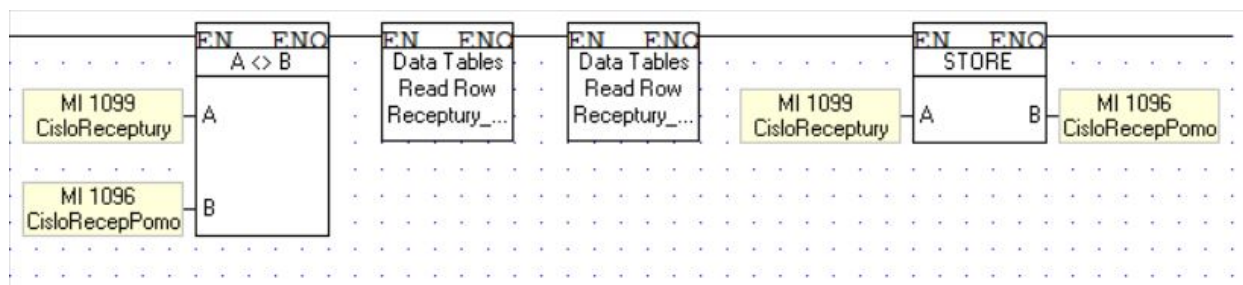 EN ENO
A <> B
MI 1099
CisloReceptury
A
MI 1096
CisloRecepPomo
B
EN ENO
Data Tables
Read Row
Receptury_...
EN ENO
Data Tables
Read Row
Receptury_...
EN ENO
STORE
MI 1099
CisloReceptury
A
B
MI 1096
CisloRecepPomo